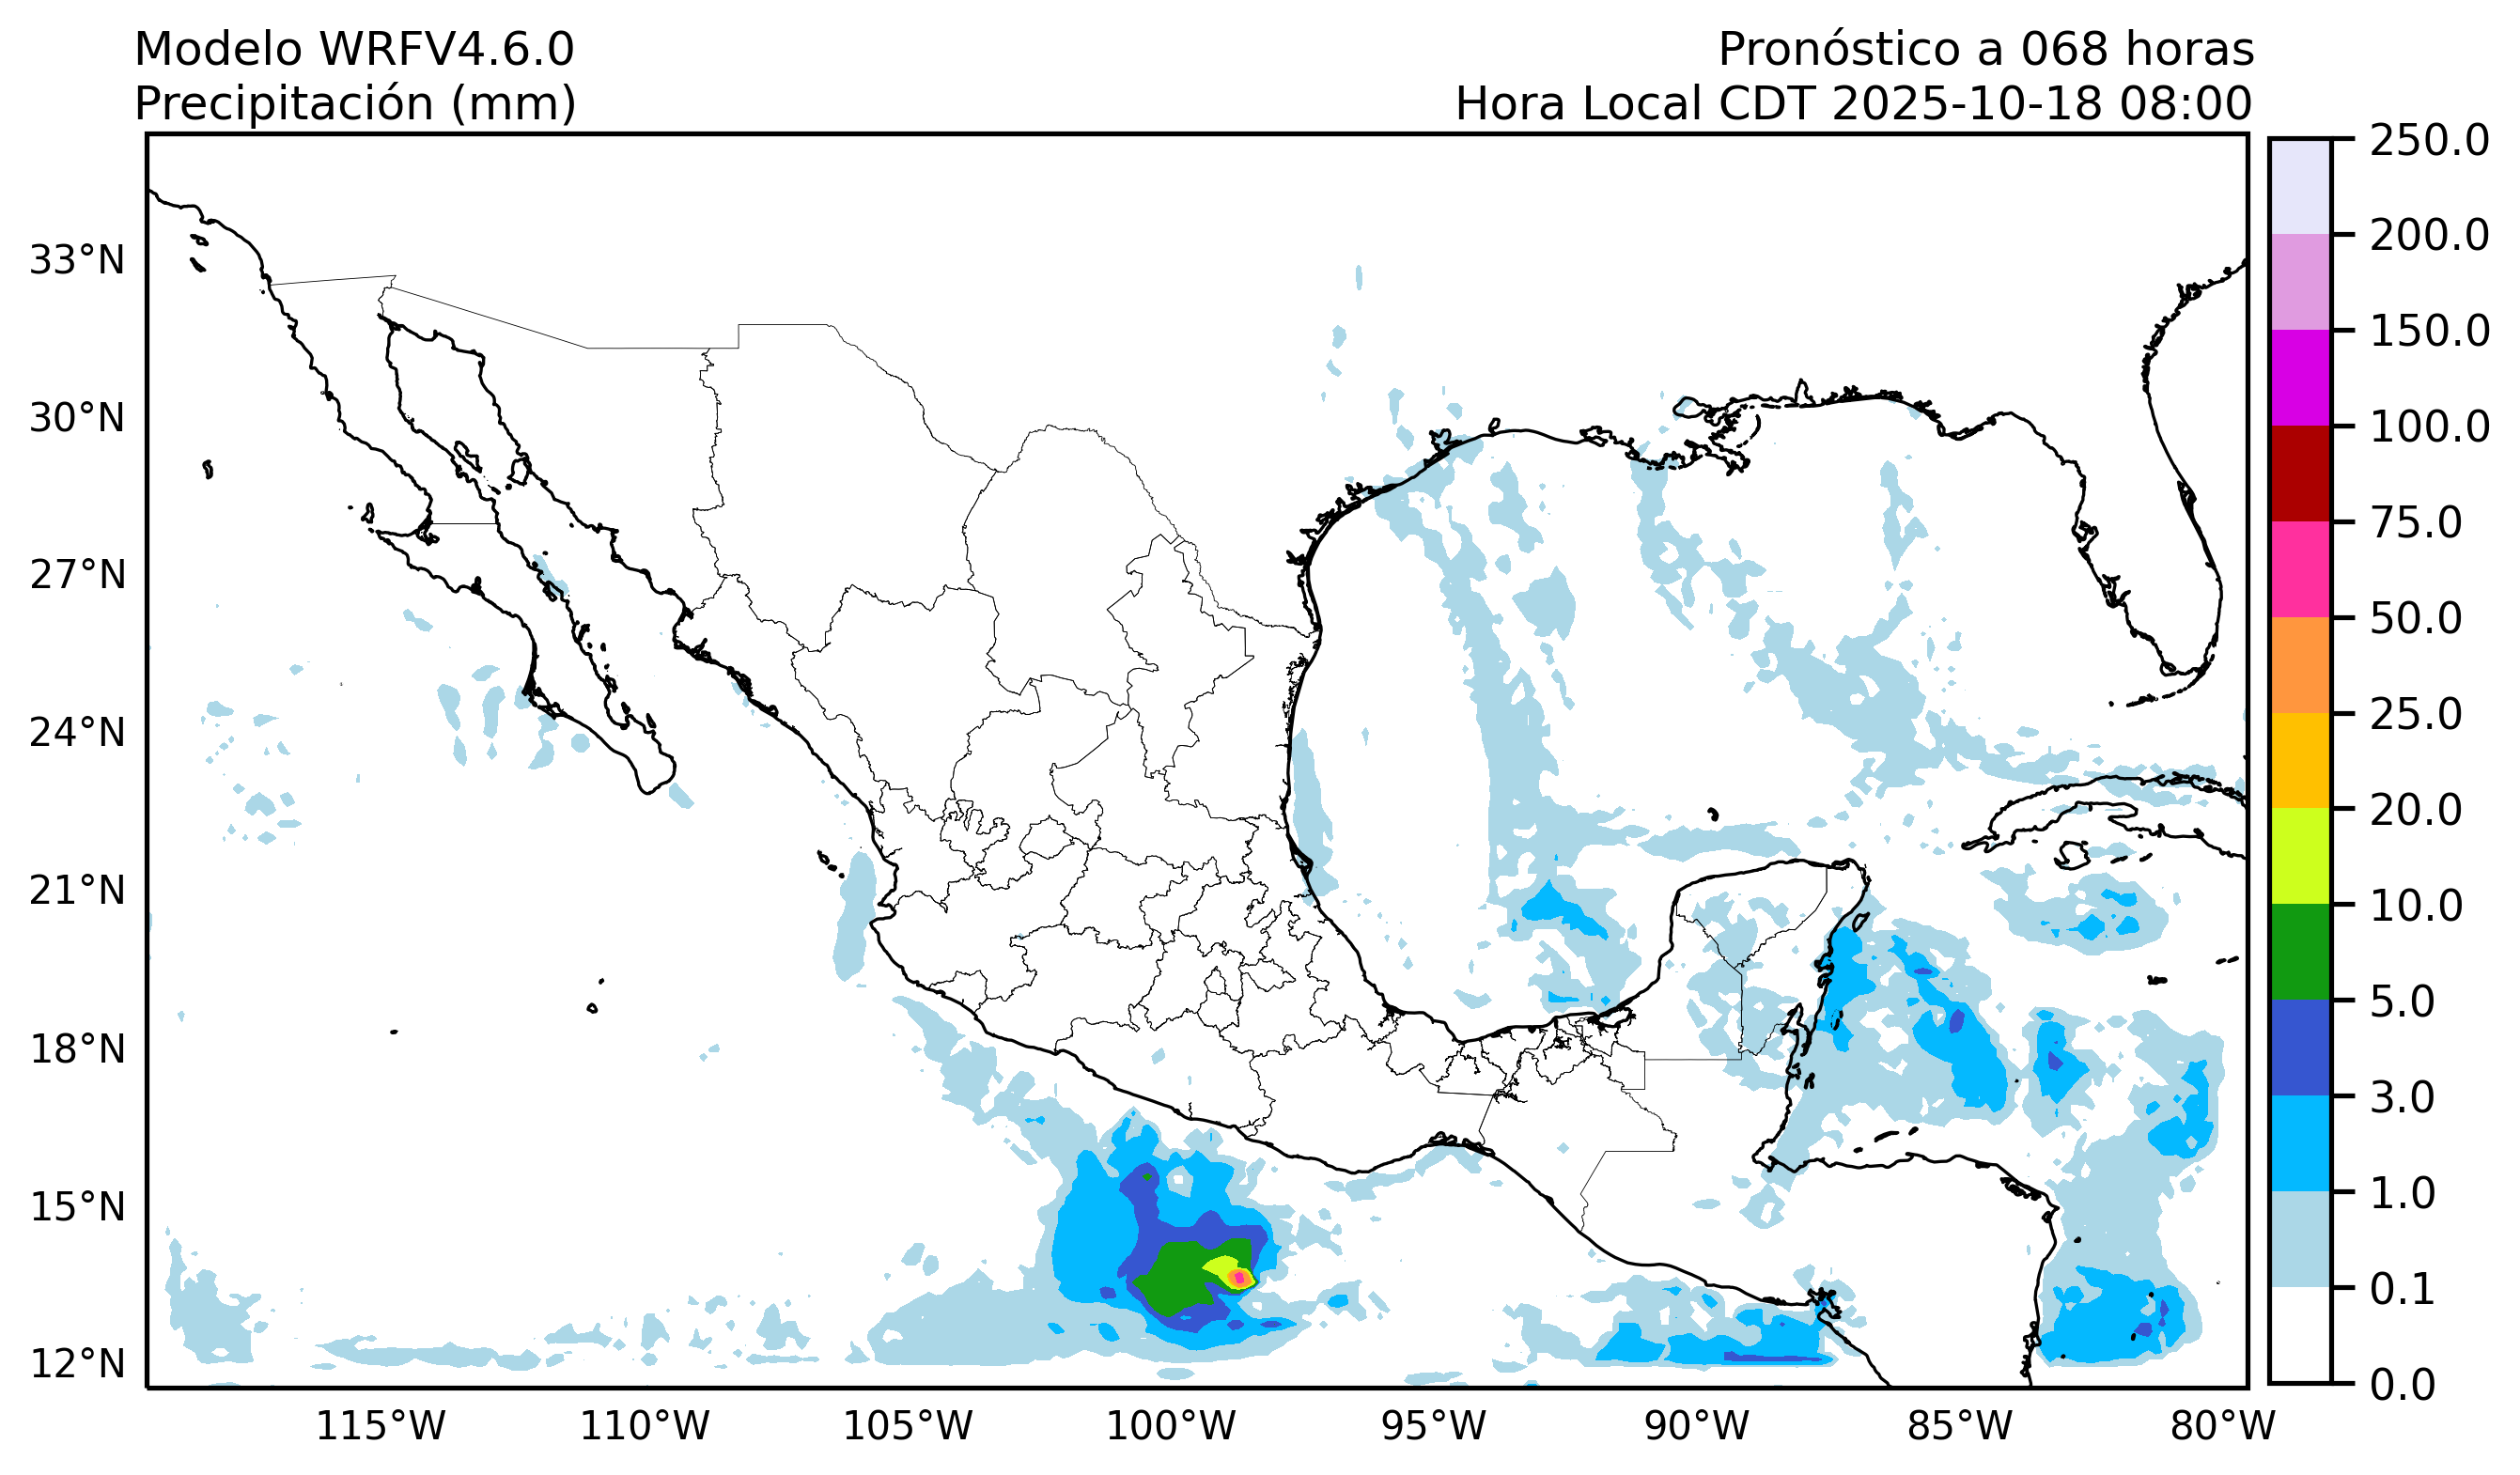 Modelo WRFV4.6.0
Precipitación (mm)
Pronóstico a 068 horas
Hora Local CDT 2025-10-18 08:00
33°N
30°N
27°N
24°N
21°N
18°N
15°N
12°N
115°W
110°W
105°W
100°W
95°W
90°W
85°W
80°W
250.0
200.0
150.0
100.0
75.0
50.0
25.0
20.0
10.0
5.0
3.0
1.0
0.1
0.0